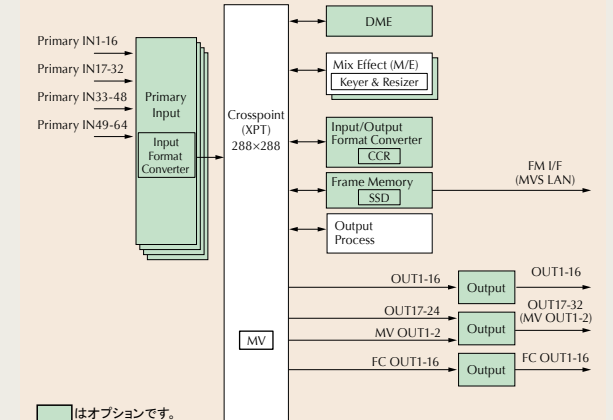 Primary IN1-16
Primary IN17-32
Primary IN33-48
Primary IN49-64
Primary
Input
Input
Format
Converter
Crosspoint
(XPT)
288×288
MV
DME
Mix Effect (M/E)
Keyer & Resizer
Input/Output
Format Converter
CCR
Frame Memory
SSD
FM I/F
(MVS LAN)
Output
Process
OUT1-16
Output
OUT1-16
OUT17-24
MV OUT1-2
Output
OUT17-32
(MV OUT1-2)
FC OUT1-16
Output
FC OUT1-16
はオプションです。